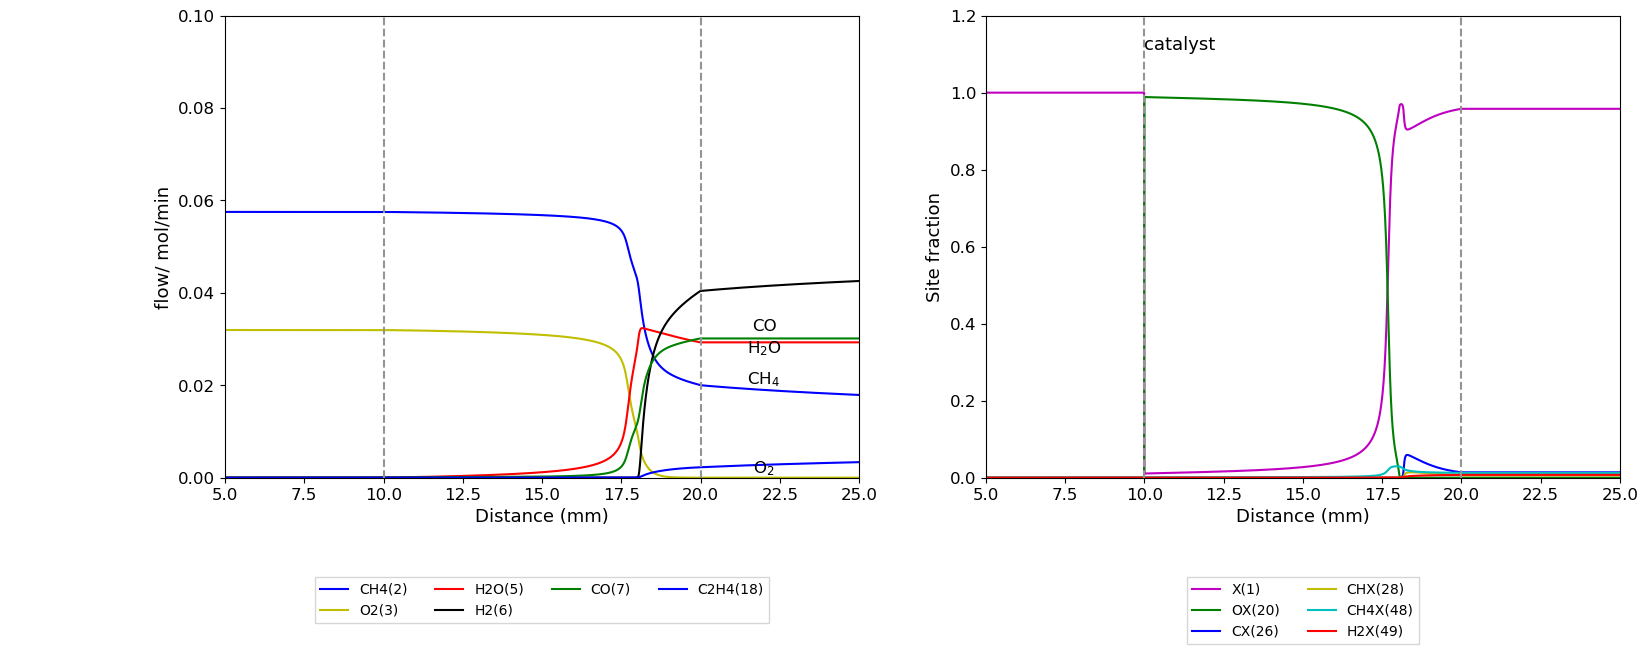 0.10
0.08
0.06
0.04
0.02
0.00
flow/ mol/min
CO
H₂O
CH₄
O₂
5.0 7.5 10.0 12.5 15.0 17.5 20.0 22.5 25.0
Distance (mm)
CH4(2) H2O(5) CO(7) C2H4(18)
O2(3) H2(6)
1.2
1.0
0.8
0.6
0.4
0.2
0.0
Site fraction
catalyst
5.0 7.5 10.0 12.5 15.0 17.5 20.0 22.5 25.0
Distance (mm)
X(1) CHX(28)
OX(20) CH4X(48)
CX(26) H2X(49)